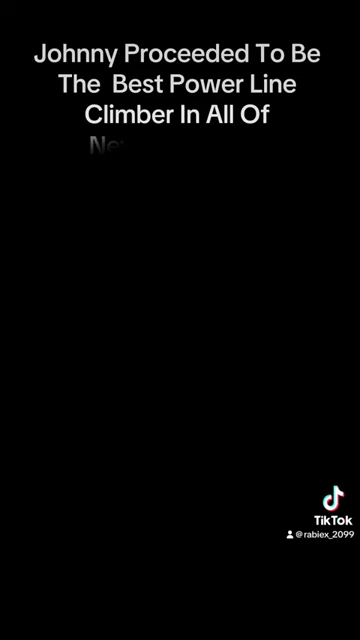 Johnny Proceeded To Be
The Best Power Line
Climber In All Of
TikTok
@rabiex_2099